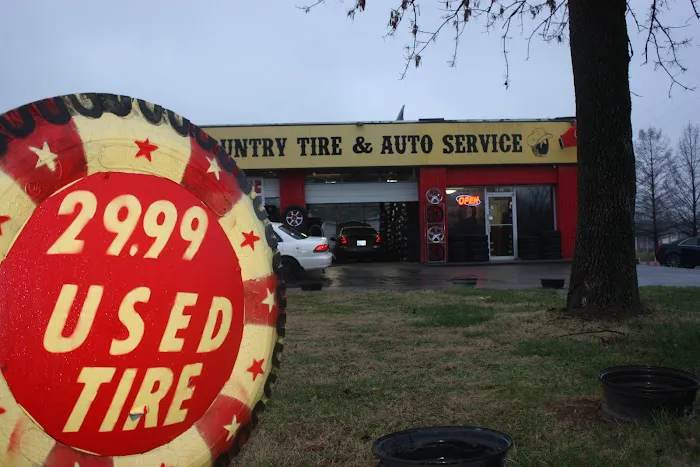 UNTRY TIRE & AUTO SERVICE
OPEN
29.99
USED
TIRE